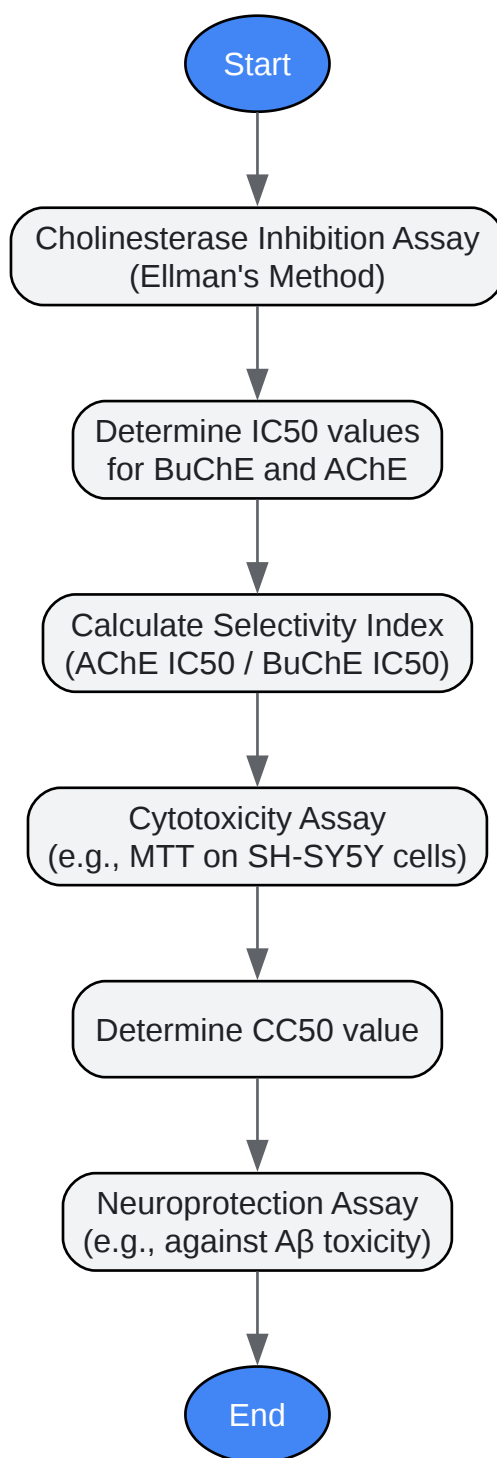 Start
Cholinesterase Inhibition Assay
(Ellman's Method)
Determine IC50 values
for BuChE and AChE
Calculate Selectivity Index
(AChE IC50 / BuChE IC50)
Cytotoxicity Assay
(e.g., MTT on SH-SY5Y cells)
Determine CC50 value
Neuroprotection Assay
(e.g., against Aβ toxicity)
End